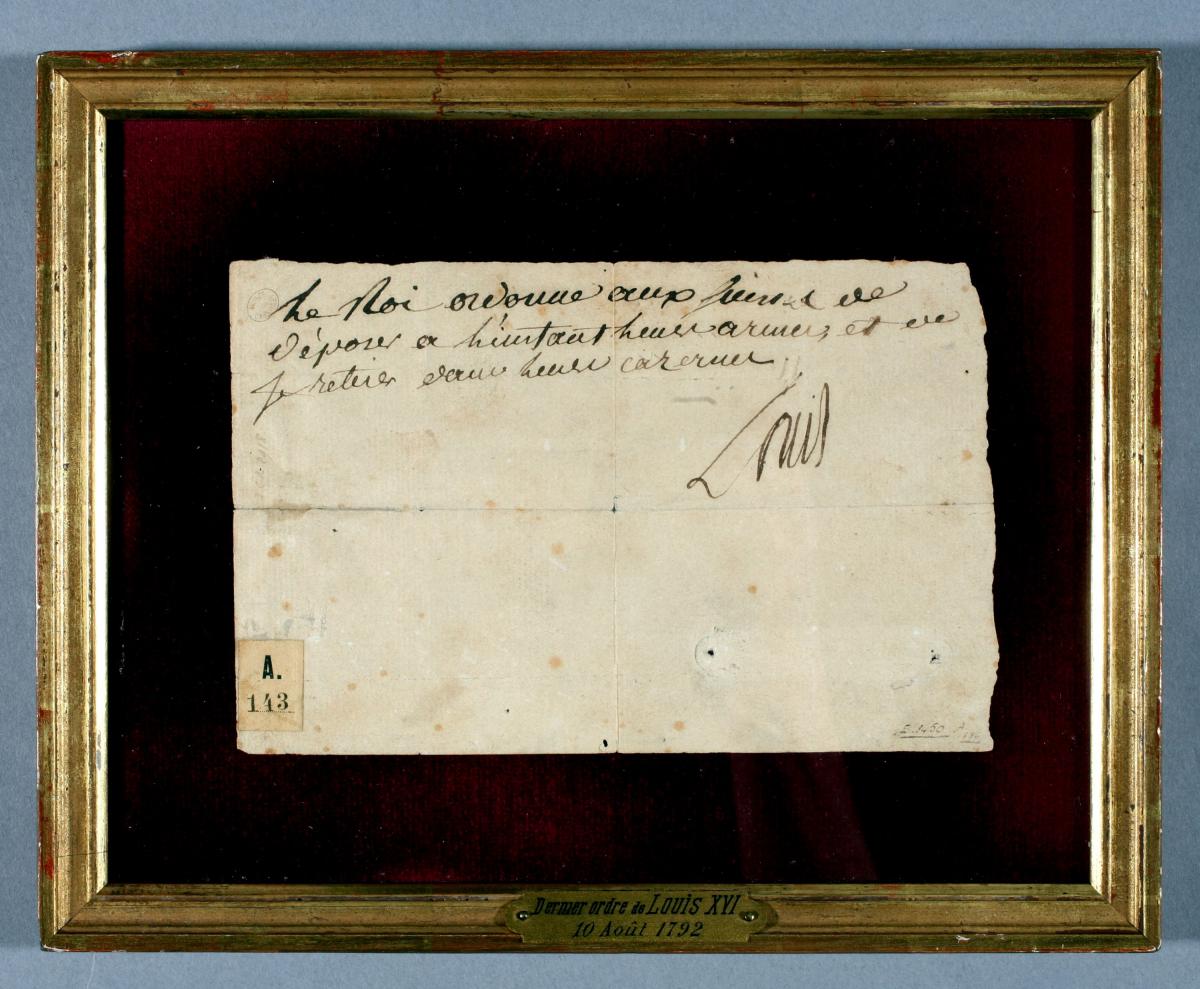 Le Roi ordonne aux Suisses de
déposer a l'instant leurs armes, et de
se retirer dans leurs cazernes
Louis
A.
143
Dernier ordre de LOUIS XVI
10 Août 1792